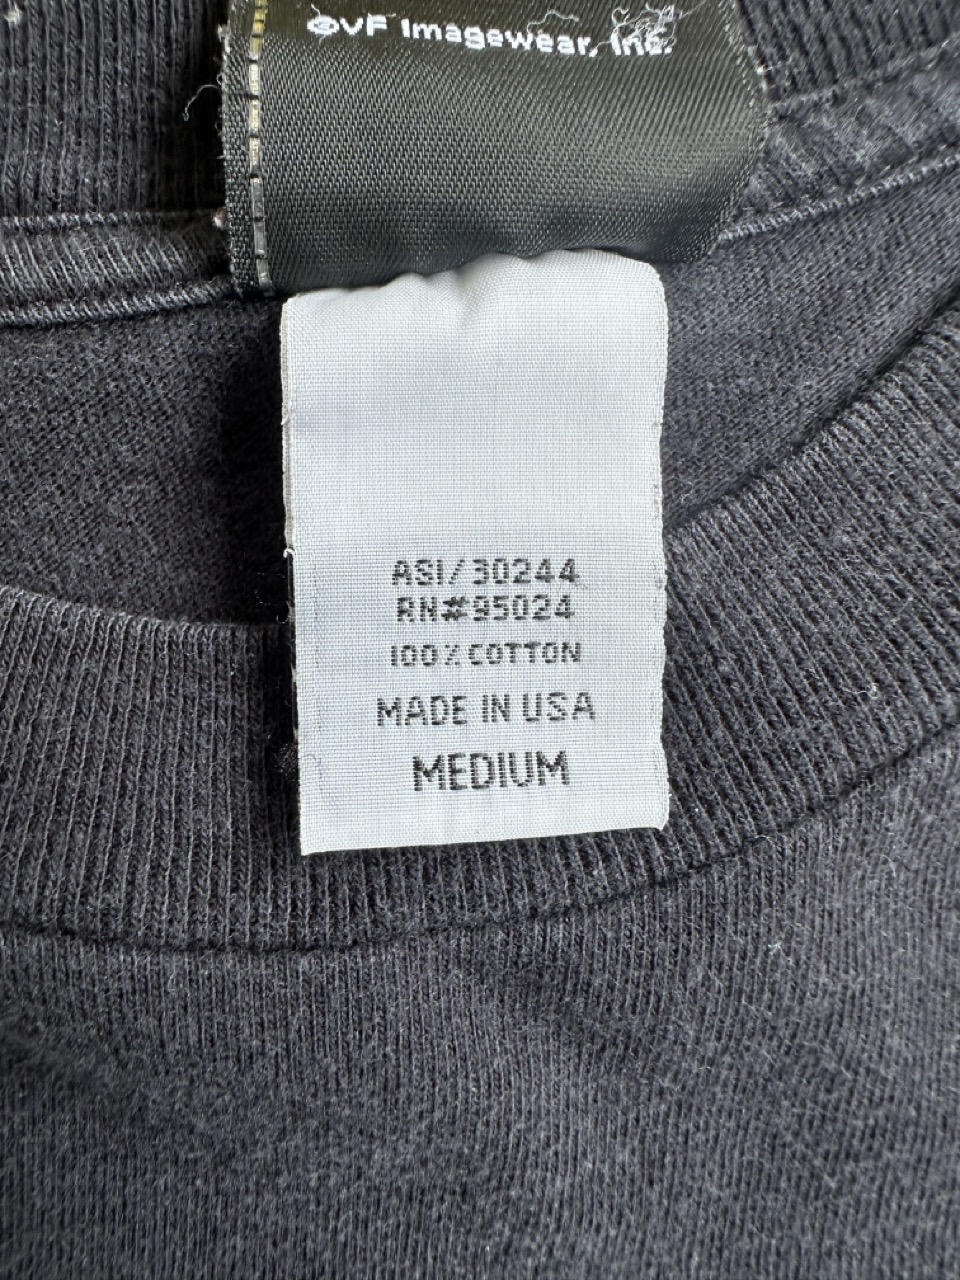 ©VF Imagewear, Inc.
ASI/30244
RN#95024
100% COTTON
MADE IN USA
MEDIUM